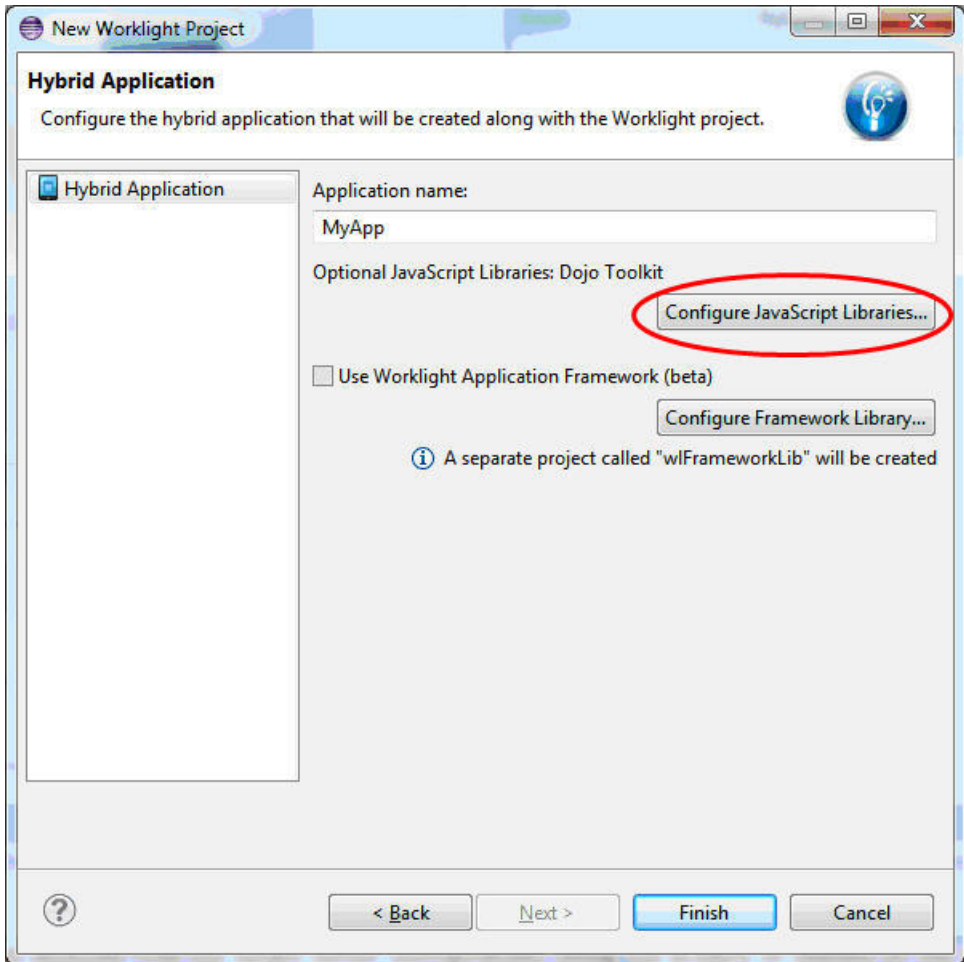 New Worklight Project
Hybrid Application
Configure the hybrid application that will be created along with the Worklight project.
Hybrid Application
Application name:
MyApp
Optional JavaScript Libraries: Dojo Toolkit
Configure JavaScript Libraries...
Use Worklight Application Framework (beta)
Configure Framework Library...
A separate project called "wlFrameworkLib" will be created
?
< Back
Next >
Finish
Cancel